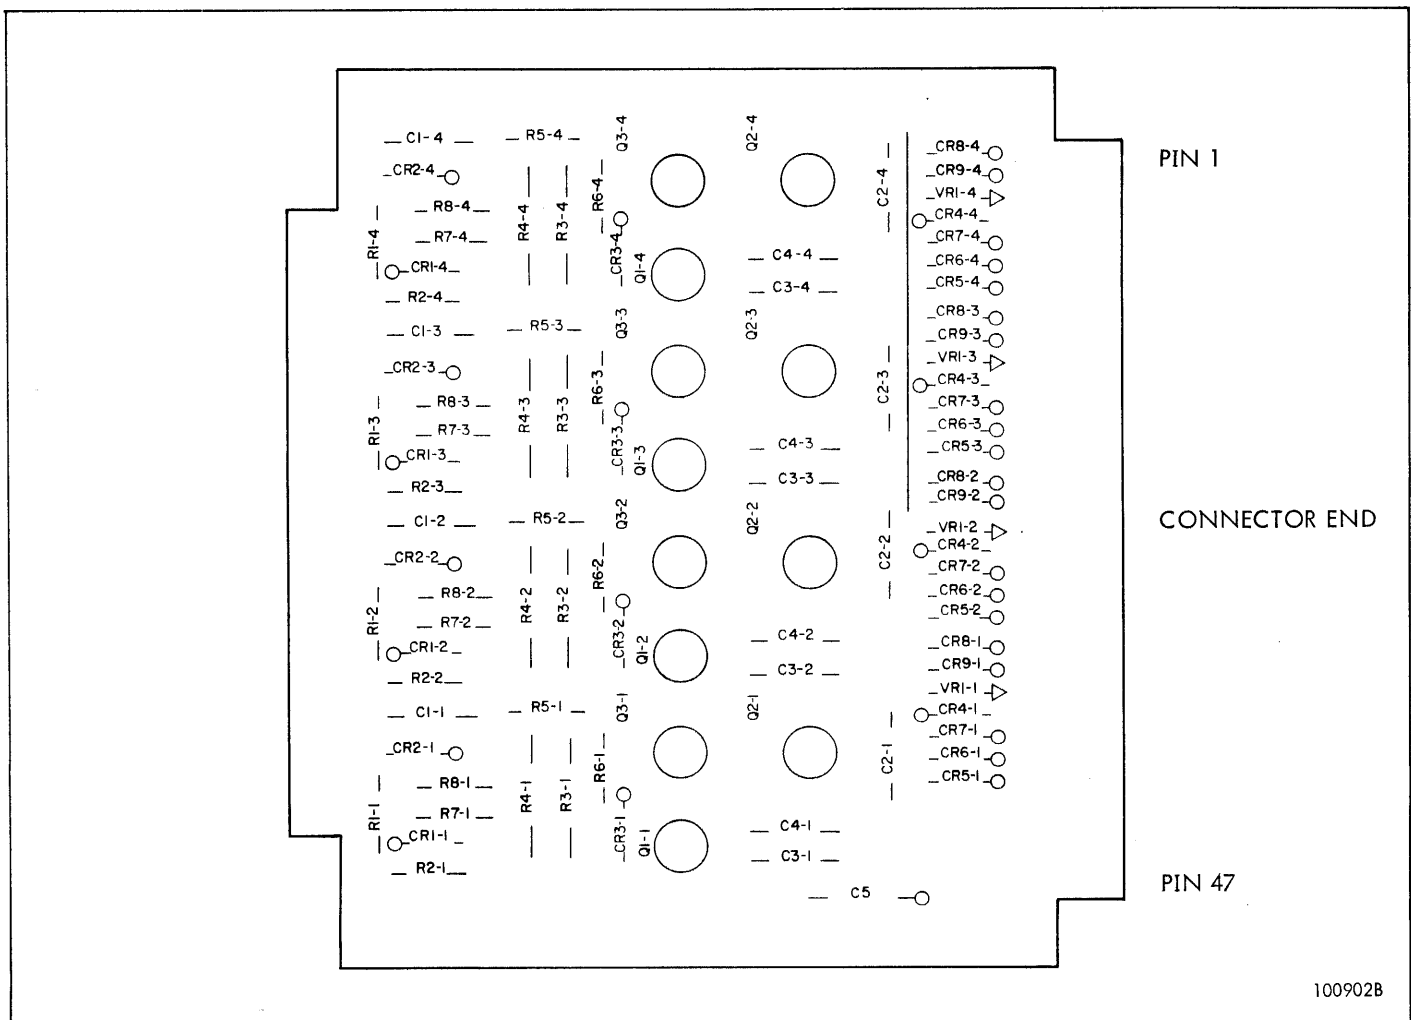 C1-4
R5-4
Q3-4
Q2-4
CR8-4
PIN 1
CR2-4
CR9-4
R6-4
C2-4
VR1-4
R8-4
R4-4
R3-4
CR4-4
R1-4
R7-4
CR7-4
CR3-4
C4-4
CR1-4
Q1-4
CR6-4
C3-4
CR5-4
R2-4
C1-3
R5-3
Q3-3
Q2-3
CR8-3
CR9-3
CR2-3
VR1-3
R6-3
C2-3
CR4-3
R8-3
R4-3
R3-3
CR7-3
R1-3
R7-3
CR6-3
CR3-3
C4-3
CR5-3
CR1-3
Q1-3
C3-3
CR8-2
R2-3
CR9-2
C1-2
R5-2
Q3-2
Q2-2
VR1-2
CONNECTOR END
CR2-2
CR4-2
R6-2
C2-2
CR7-2
R8-2
R4-2
R3-2
CR6-2
R1-2
R7-2
CR5-2
CR3-2
C4-2
CR1-2
Q1-2
CR8-1
C3-2
CR9-1
R2-2
VR1-1
C1-1
R5-1
Q3-1
Q2-1
CR4-1
CR2-1
CR7-1
R6-1
C2-1
CR6-1
R8-1
R4-1
R3-1
CR5-1
R1-1
R7-1
CR3-1
C4-1
CR1-1
Q1-1
C3-1
R2-1
C5
PIN 47
100902B